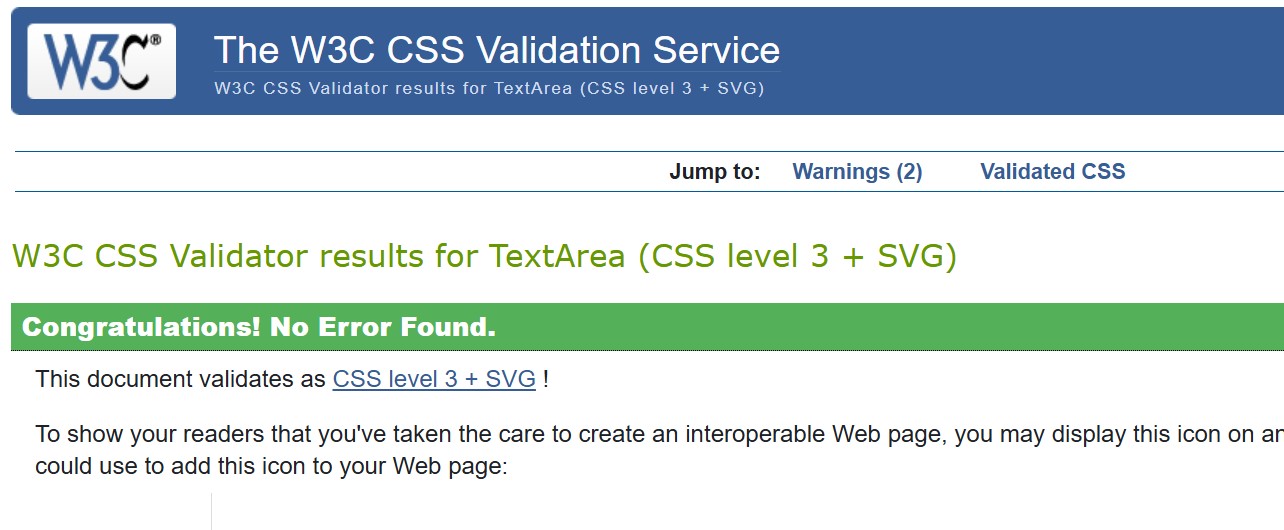 W3C®
The W3C CSS Validation Service
W3C CSS Validator results for TextArea (CSS level 3 + SVG)
Jump to: Warnings (2) Validated CSS
W3C CSS Validator results for TextArea (CSS level 3 + SVG)
Congratulations! No Error Found.
This document validates as CSS level 3 + SVG !
To show your readers that you've taken the care to create an interoperable Web page, you may display this icon on
could use to add this icon to your Web page: